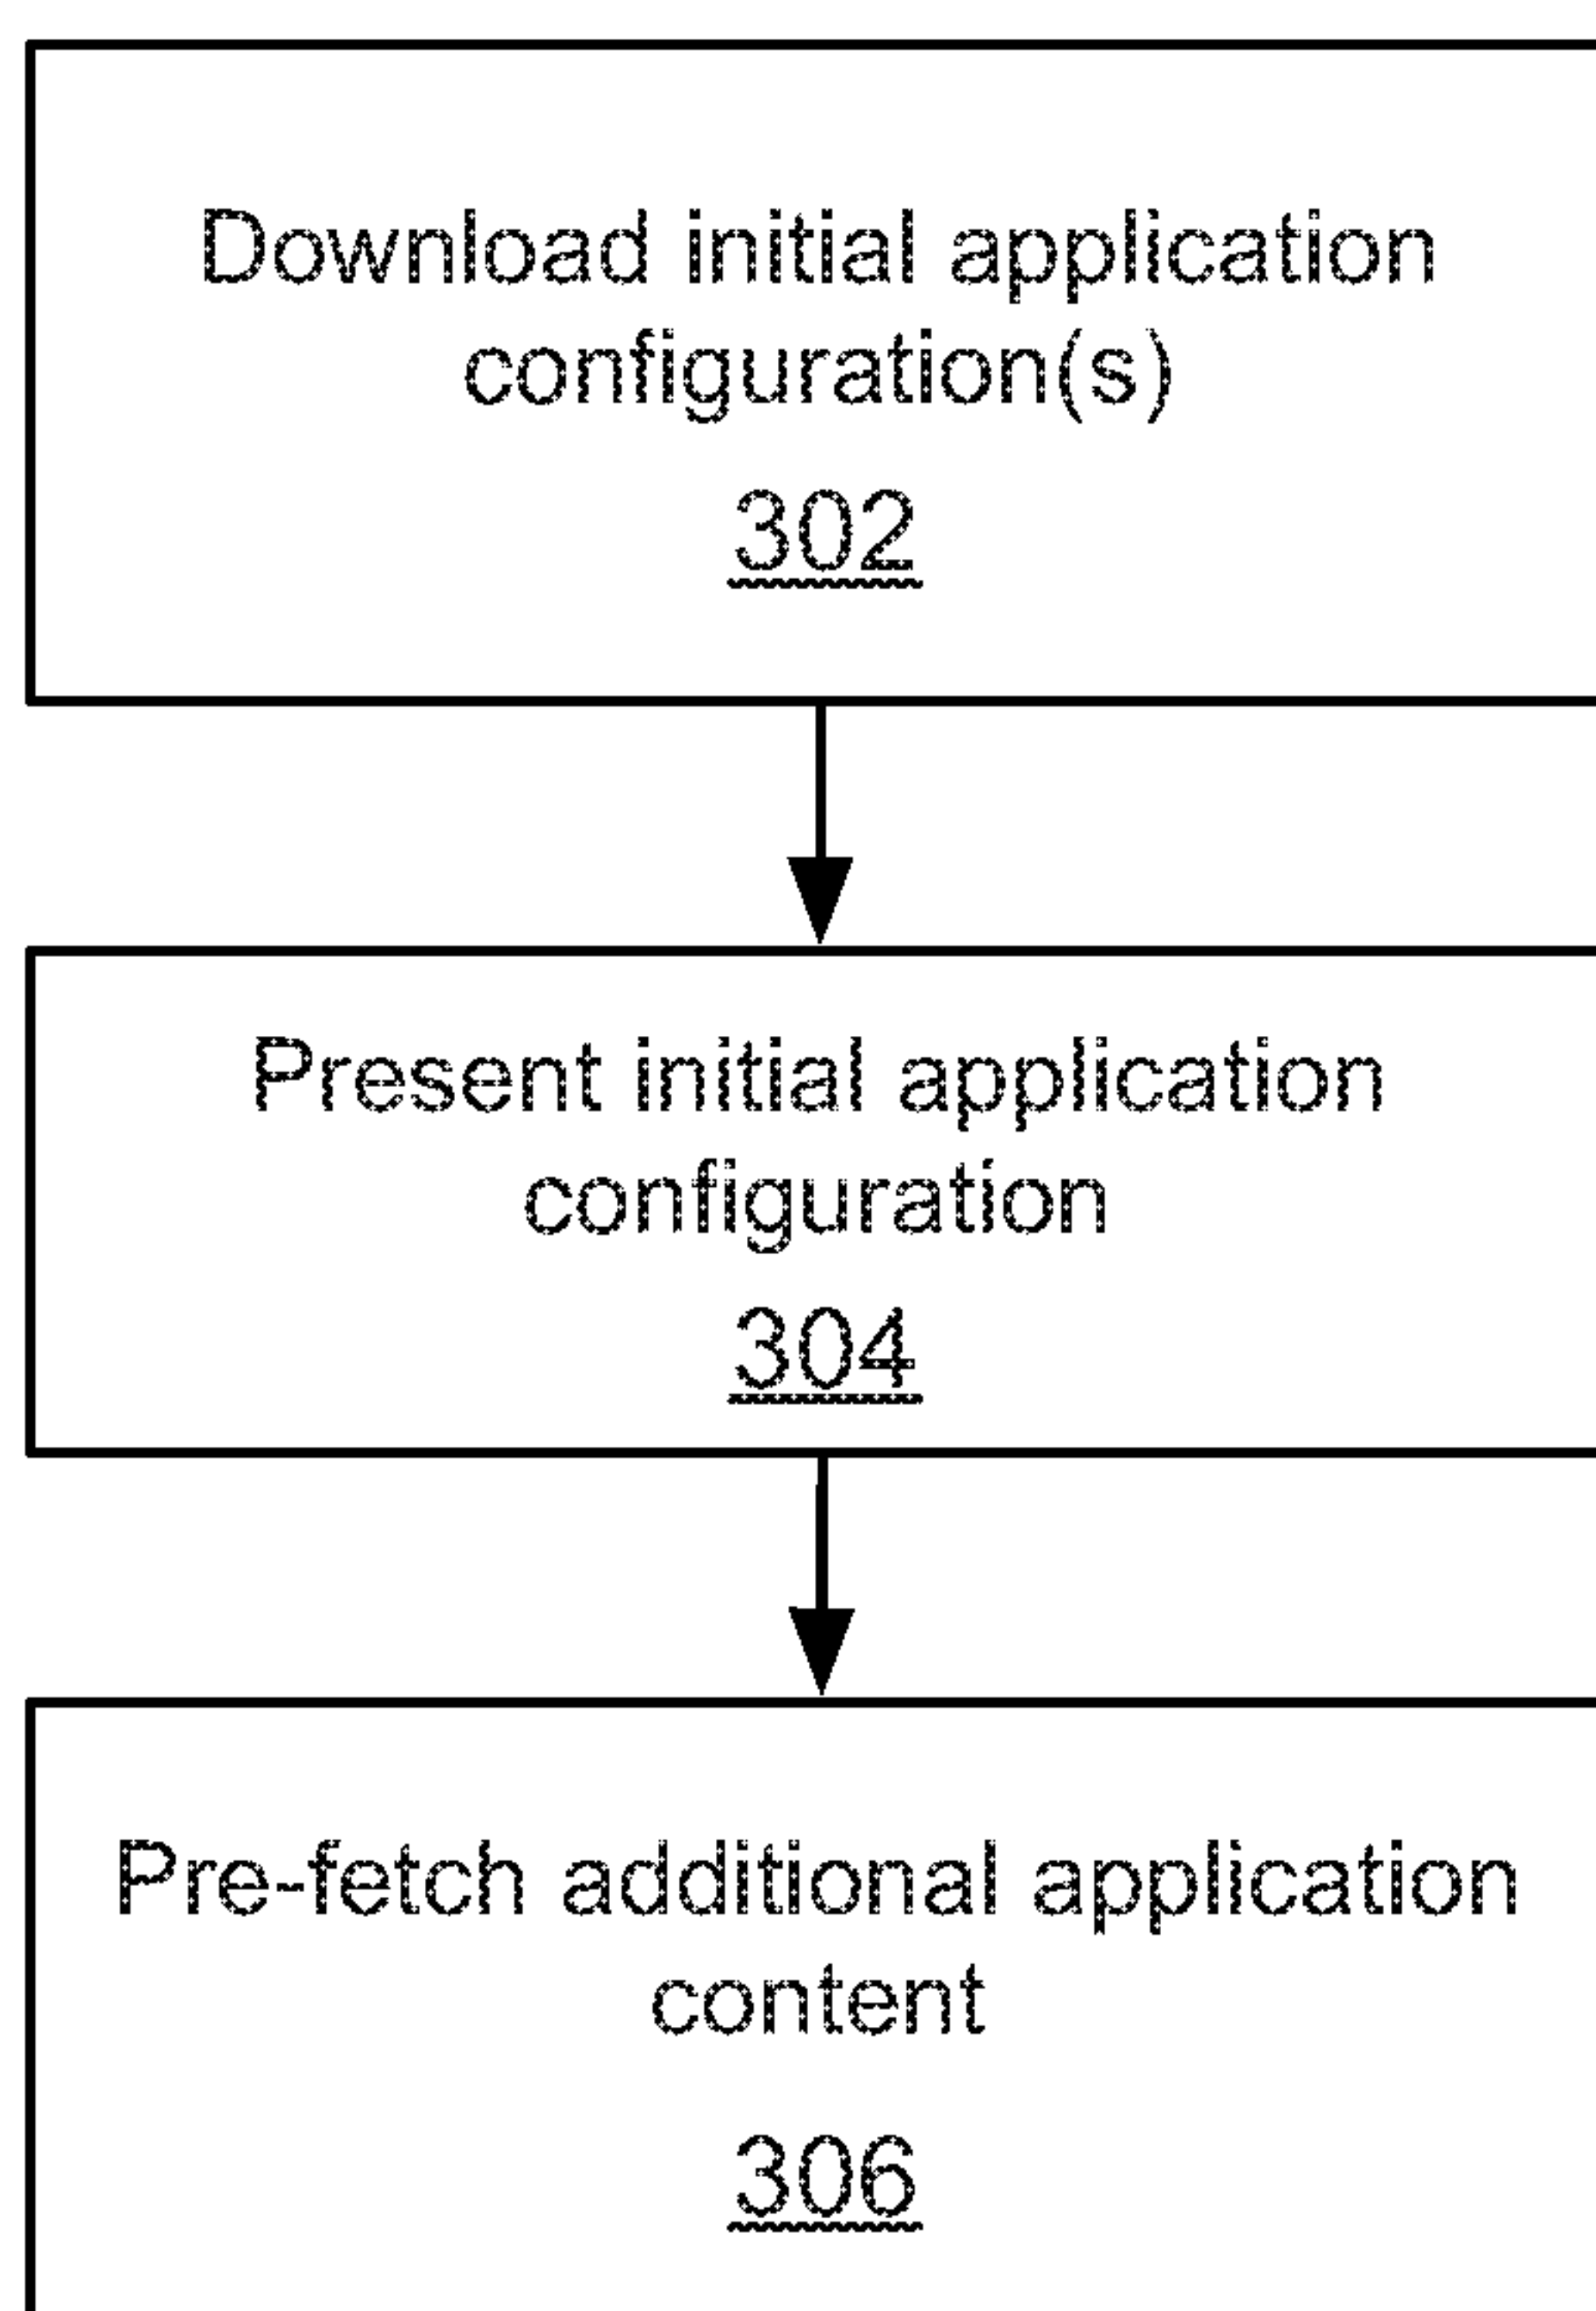 Download initial application
configuration(s)
302
Present initial application
configuration
304
Pre-fetch additional application
content
306